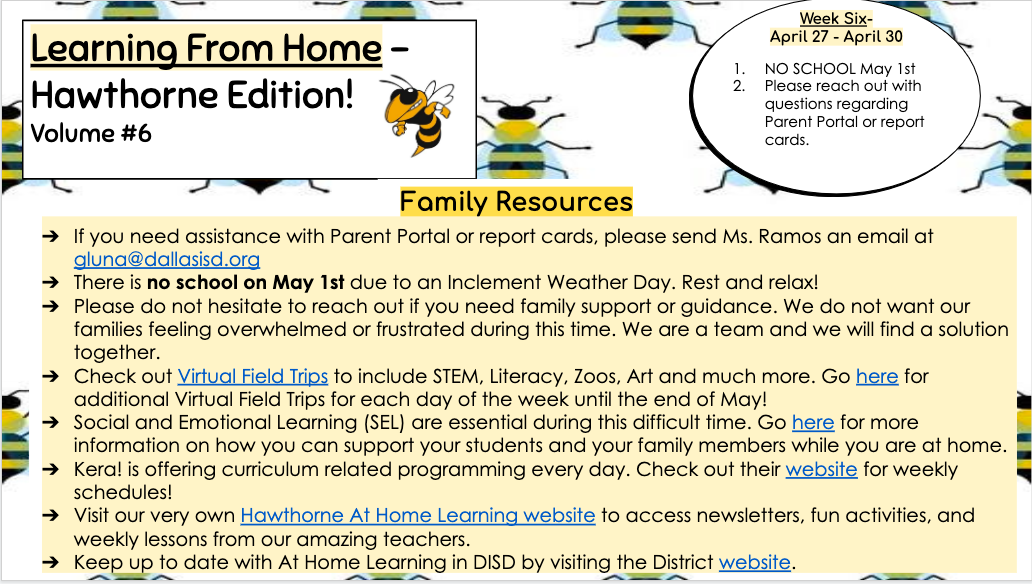 Learning From Home –
Hawthorne Edition!
Volume #6
Week Six-
April 27 - April 30
1. NO SCHOOL May 1st
2. Please reach out with
questions regarding
Parent Portal or report
cards.
Family Resources
➔ If you need assistance with Parent Portal or report cards, please send Ms. Ramos an email at
gluna@dallasisd.org
➔ There is no school on May 1st due to an Inclement Weather Day. Rest and relax!
➔ Please do not hesitate to reach out if you need family support or guidance. We do not want our
families feeling overwhelmed or frustrated during this time. We are a team and we will find a solution
together.
➔ Check out Virtual Field Trips to include STEM, Literacy, Zoos, Art and much more. Go here for
additional Virtual Field Trips for each day of the week until the end of May!
➔ Social and Emotional Learning (SEL) are essential during this difficult time. Go here for more
information on how you can support your students and your family members while you are at home.
➔ Kera! is offering curriculum related programming every day. Check out their website for weekly
schedules!
➔ Visit our very own Hawthorne At Home Learning website to access newsletters, fun activities, and
weekly lessons from our amazing teachers.
➔ Keep up to date with At Home Learning in DISD by visiting the District website.